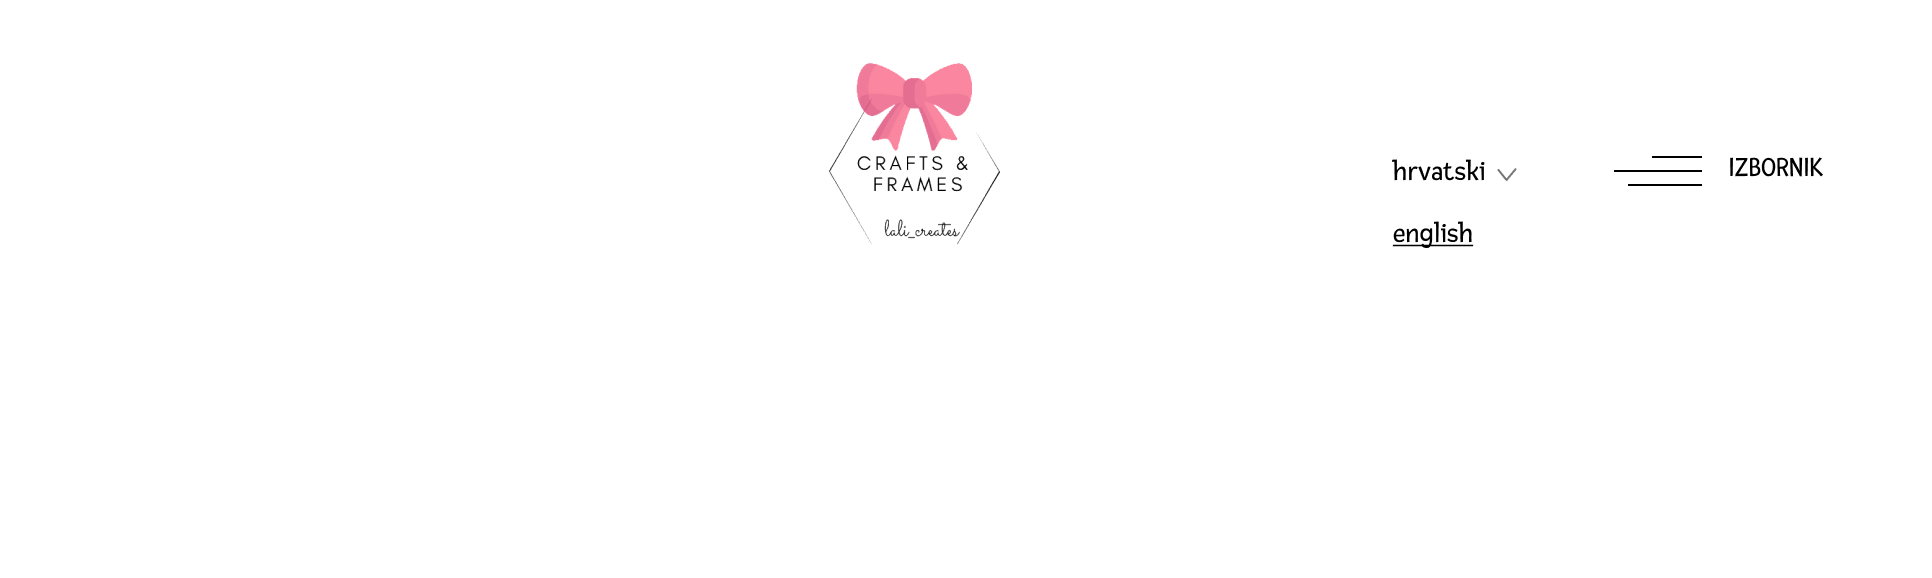 CRAFTS &
FRAMES
lali_creates
hrvatski
IZBORNIK
english